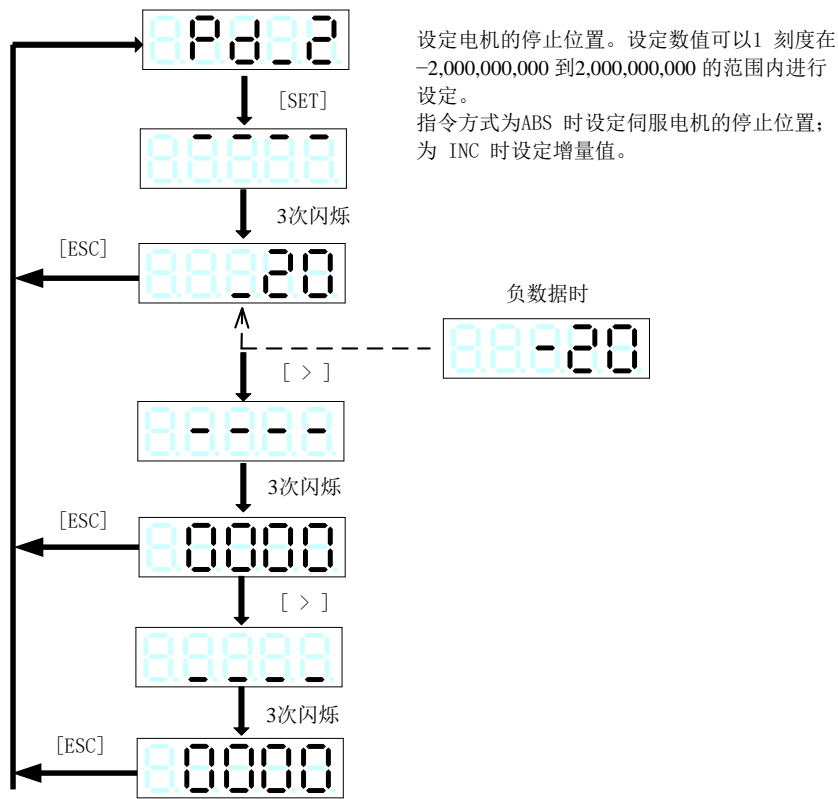 Pd_2
设定电机的停止位置。设定数值可以1 刻度在
−2,000,000,000 到2,000,000,000 的范围内进行
设定。
指令方式为ABS 时设定伺服电机的停止位置；
为 INC 时设定增量值。
[SET]
- - - -
3次闪烁
[ESC]
_20
负数据时
-20
[ > ]
- - - -
3次闪烁
[ESC]
0000
[ > ]
_ _ _ _
3次闪烁
[ESC]
0000